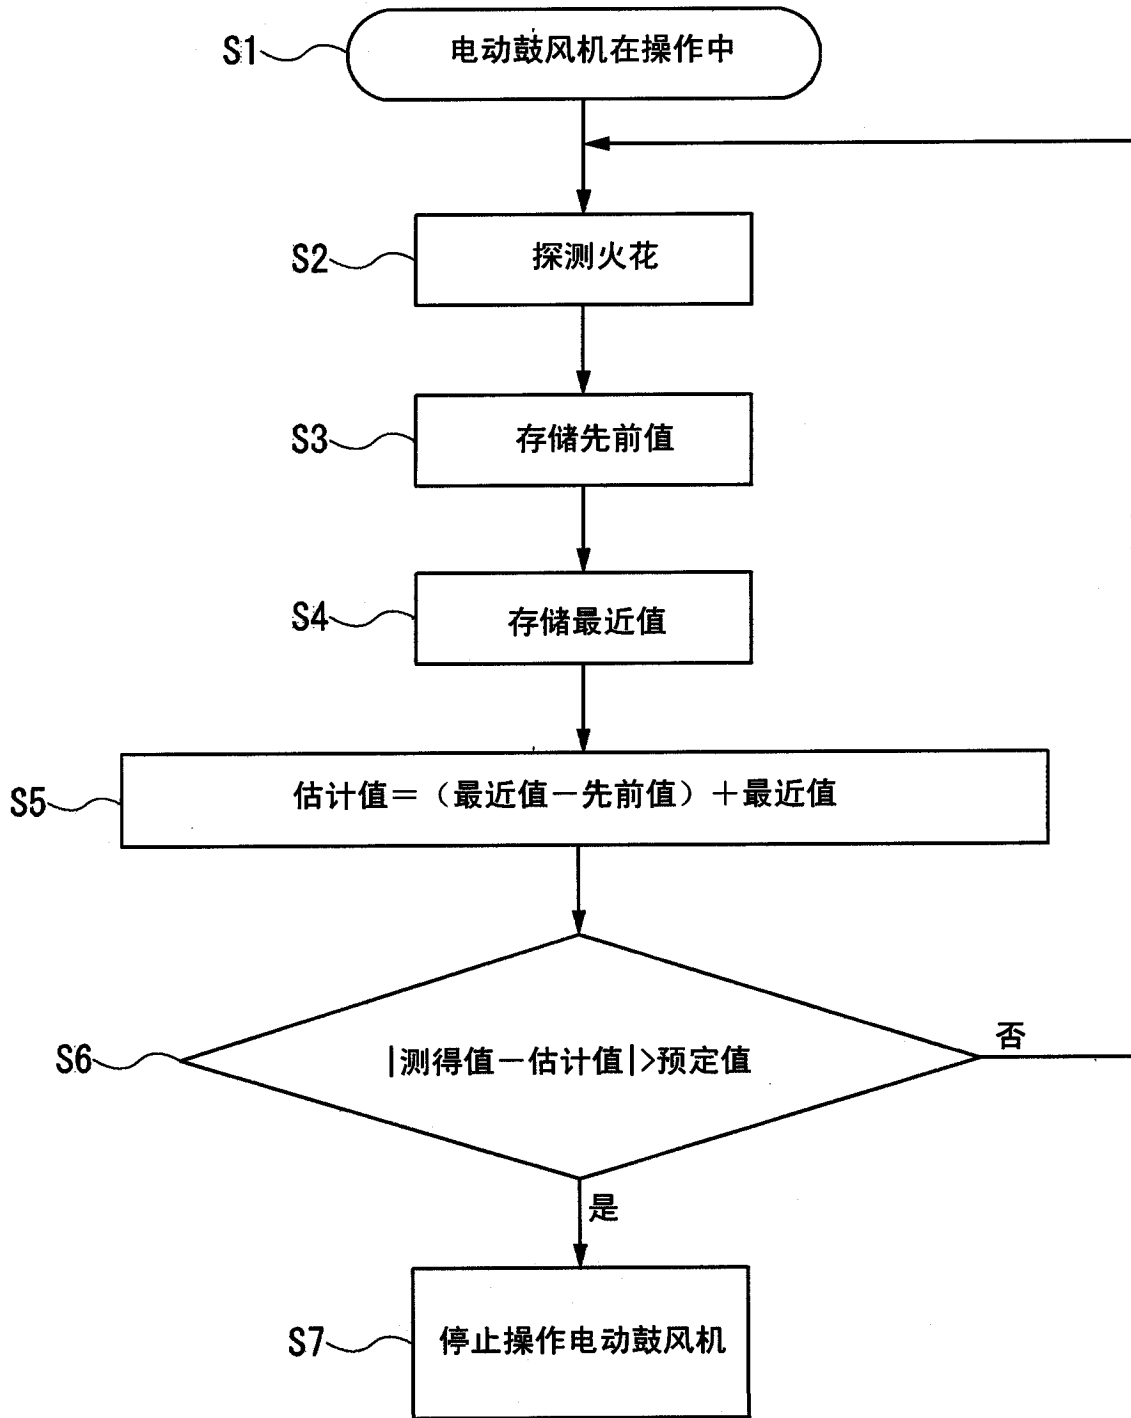 S1 电动鼓风机在操作中
S2 探测火花
S3 存储先前值
S4 存储最近值
S5 估计值＝（最近值－先前值）＋最近值
S6 |测得值－估计值|>预定值
否
是
S7 停止操作电动鼓风机